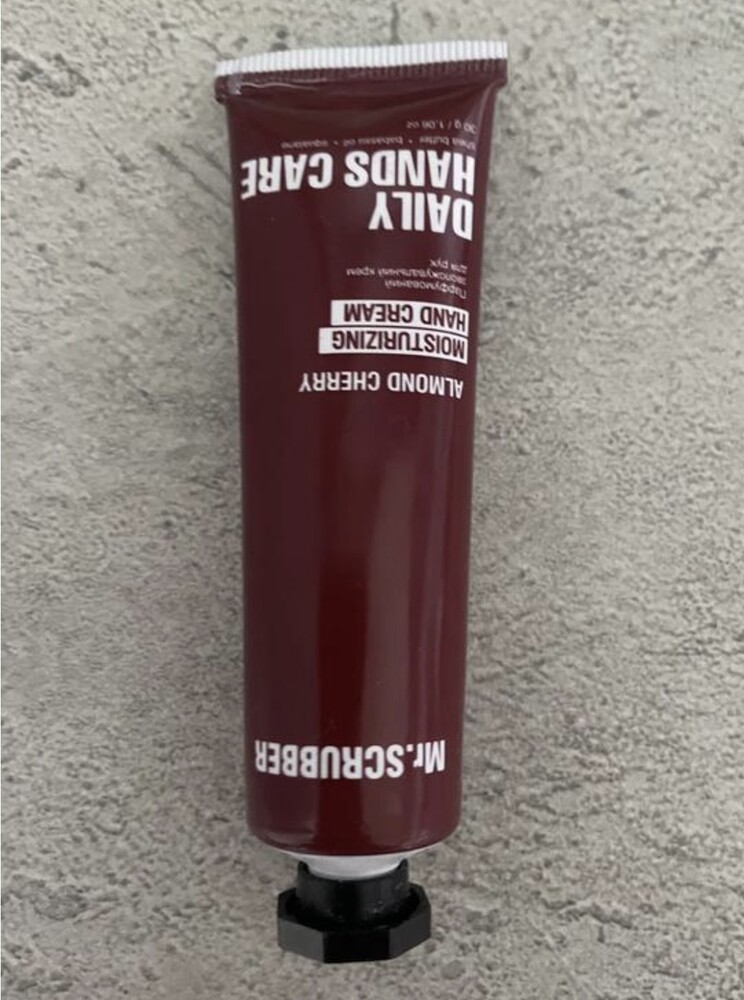 Mr.SCRUBBER
ALMOND CHERRY
MOISTURIZING
HAND CREAM
Парфумований
зволожувальний крем
для рук
DAILY
HANDS CARE
shea butter • babassu oil • squalane
30 g / 1.06 oz